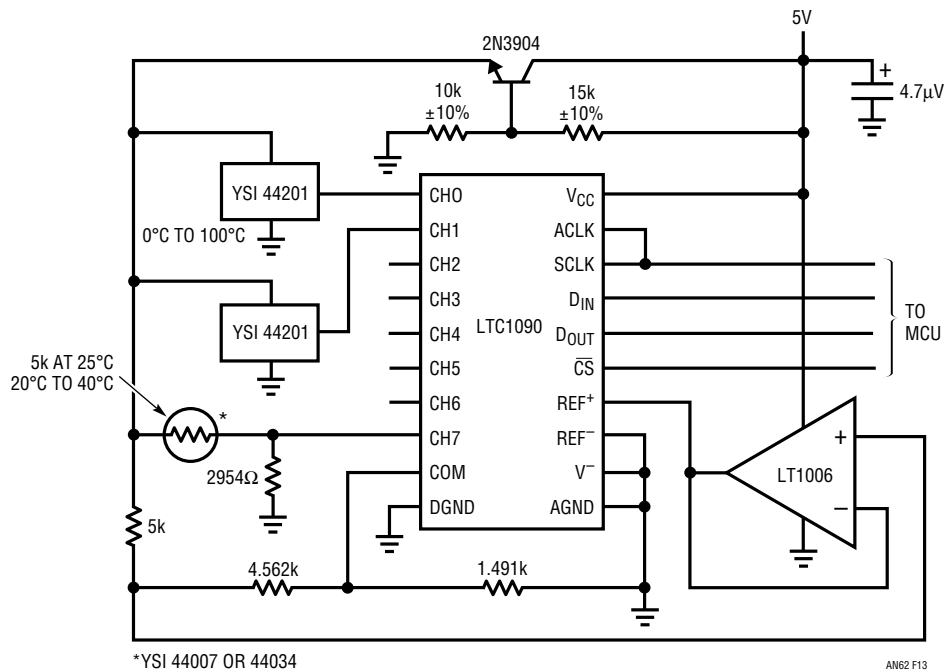 5V
2N3904
4.7µV
+
10k
±10%
15k
±10%
YSI 44201
0°C TO 100°C
YSI 44201
5k AT 25°C
20°C TO 40°C
*
2954Ω
5k
4.562k
1.491k
CH0
CH1
CH2
CH3
CH4
CH5
CH6
CH7
COM
DGND
LTC1090
VCC
ACLK
SCLK
DIN
DOUT
C̅S̅
REF+
REF−
V−
AGND
TO
MCU
+
LT1006
−
*YSI 44007 OR 44034
AN62 F13